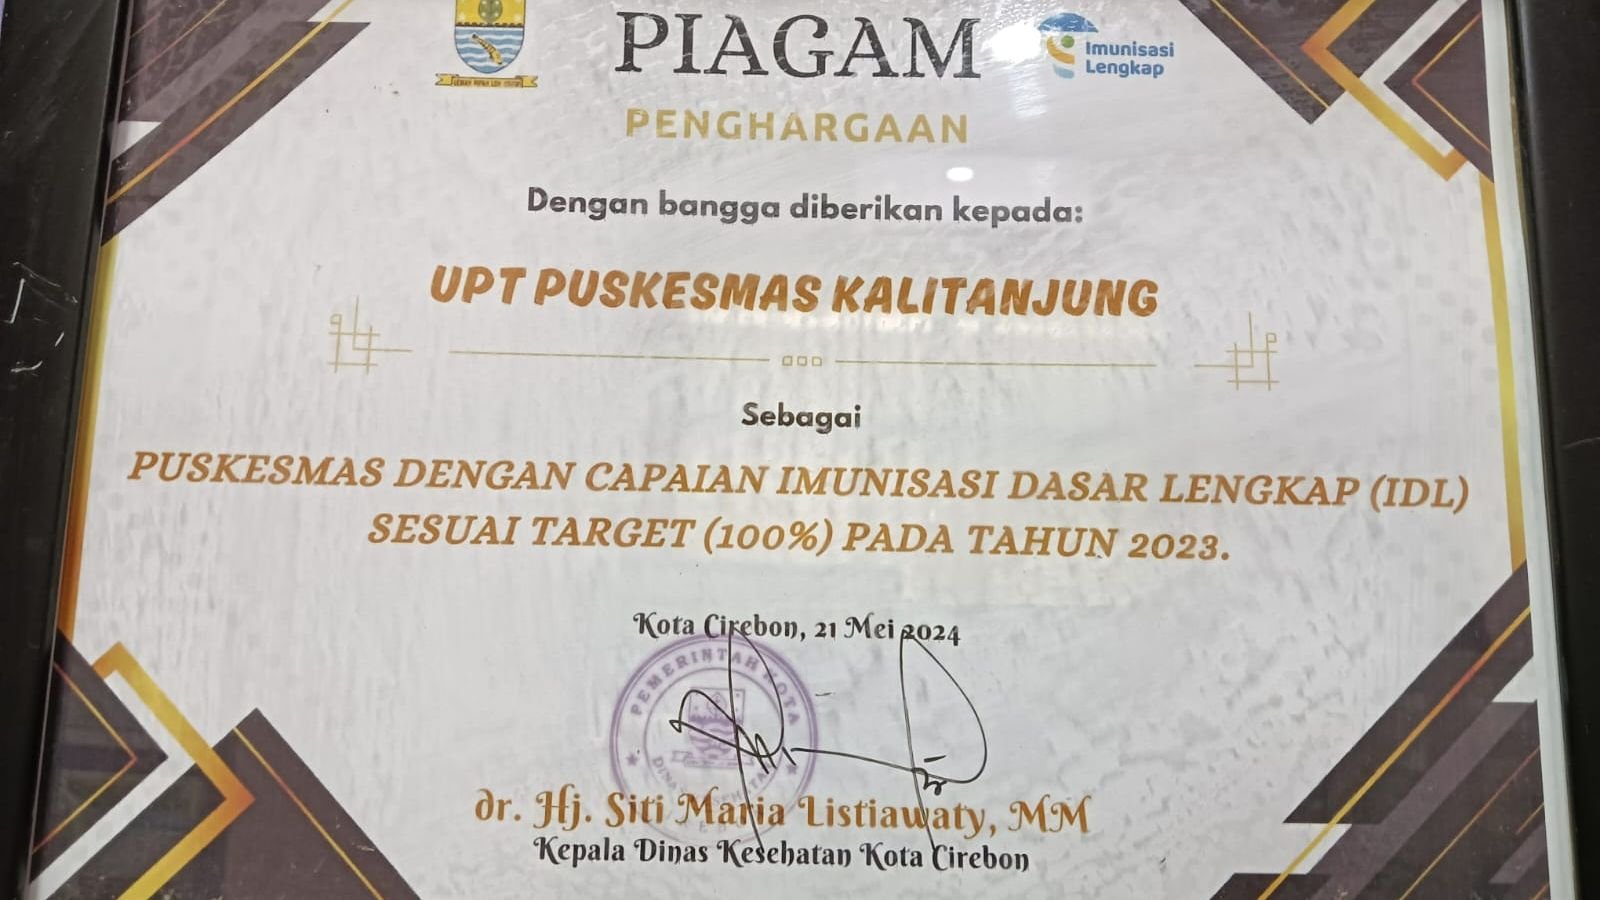 PIAGAM
Imunisasi
Lengkap
PENGHARGAAN
Dengan bangga diberikan kepada:
UPT PUSKESMAS KALITANJUNG
Sebagai
PUSKESMAS DENGAN CAPAIAN IMUNISASI DASAR LENGKAP (IDL)
SESUAI TARGET (100%) PADA TAHUN 2023.
Kota Cirebon, 21 Mei 2024
PEMERINTAH KOTA
dr. Hj. Siti Maria Listiawaty, MM
Kepala Dinas Kesehatan Kota Cirebon